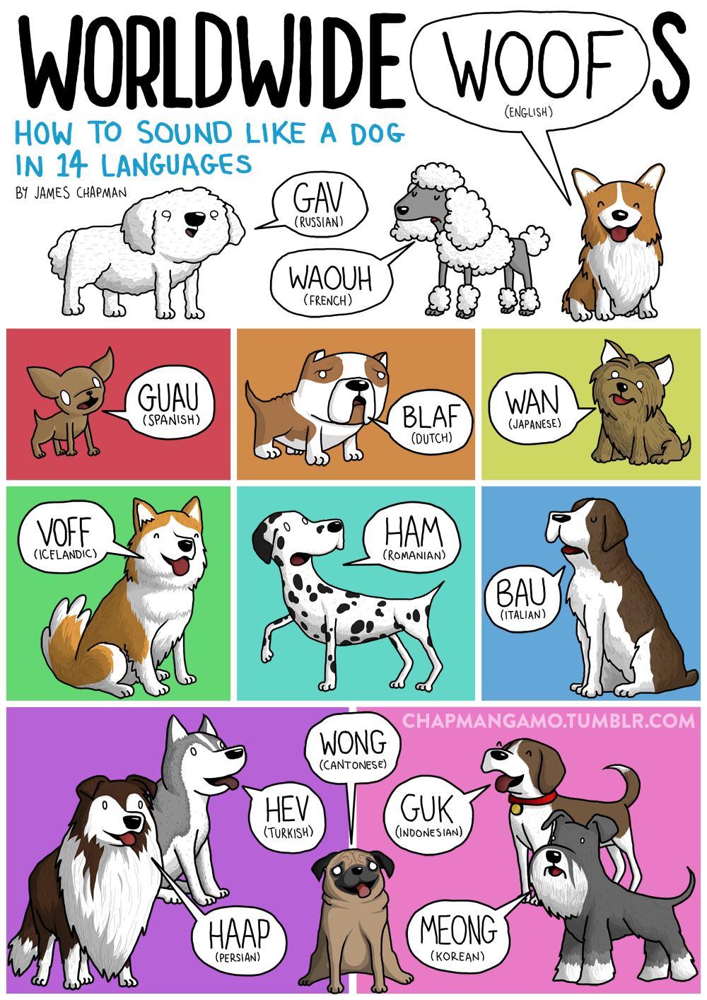 WORLDWIDE WOOFS
(ENGLISH)
HOW TO SOUND LIKE A DOG
IN 14 LANGUAGES
BY JAMES CHAPMAN
GAV
(RUSSIAN)
WAOUH
(FRENCH)
GUAU
(SPANISH)
BLAF
(DUTCH)
WAN
(JAPANESE)
VOFF
(ICELANDIC)
HAM
(ROMANIAN)
BAU
(ITALIAN)
CHAPMANGAMO.TUMBLR.COM
WONG
(CANTONESE)
HEV
(TURKISH)
GUK
(INDONESIAN)
HAAP
(PERSIAN)
MEONG
(KOREAN)